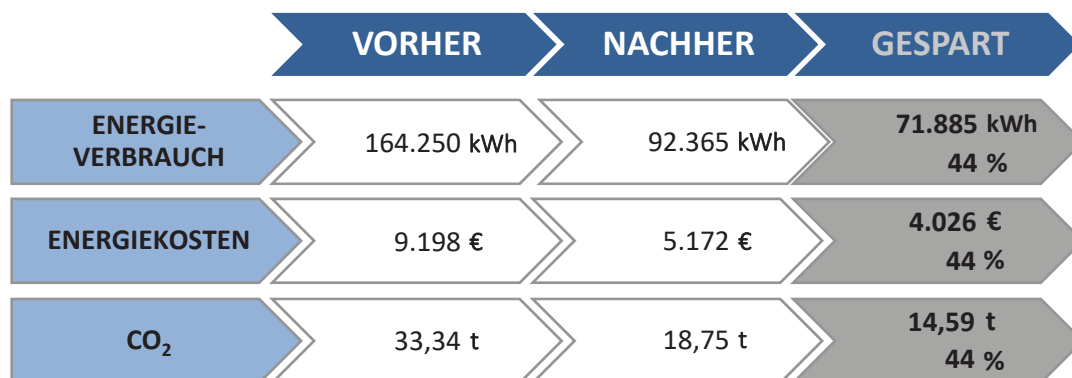 VORHER NACHHER GESPART
ENERGIE-
VERBRAUCH
164.250 kWh
92.365 kWh
71.885 kWh
44 %
ENERGIEKOSTEN
9.198 €
5.172 €
4.026 €
44 %
CO₂
33,34 t
18,75 t
14,59 t
44 %